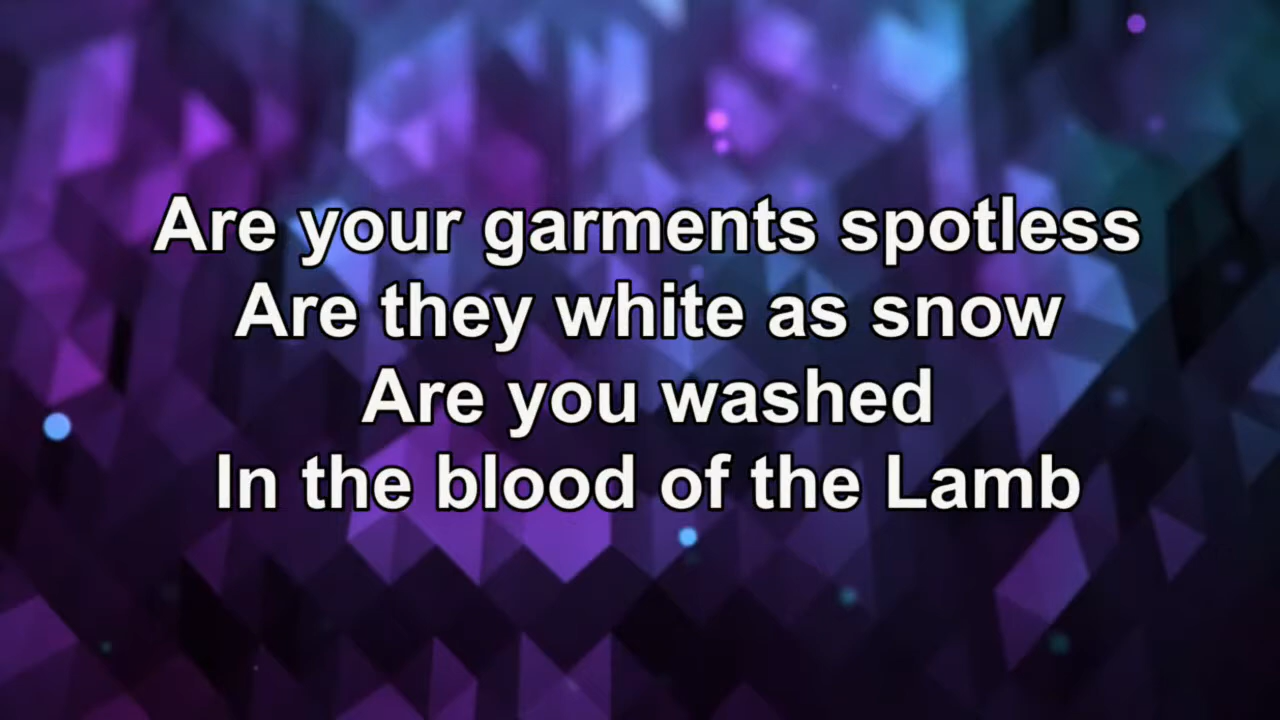 Are your garments spotless
Are they white as snow
Are you washed
In the blood of the Lamb